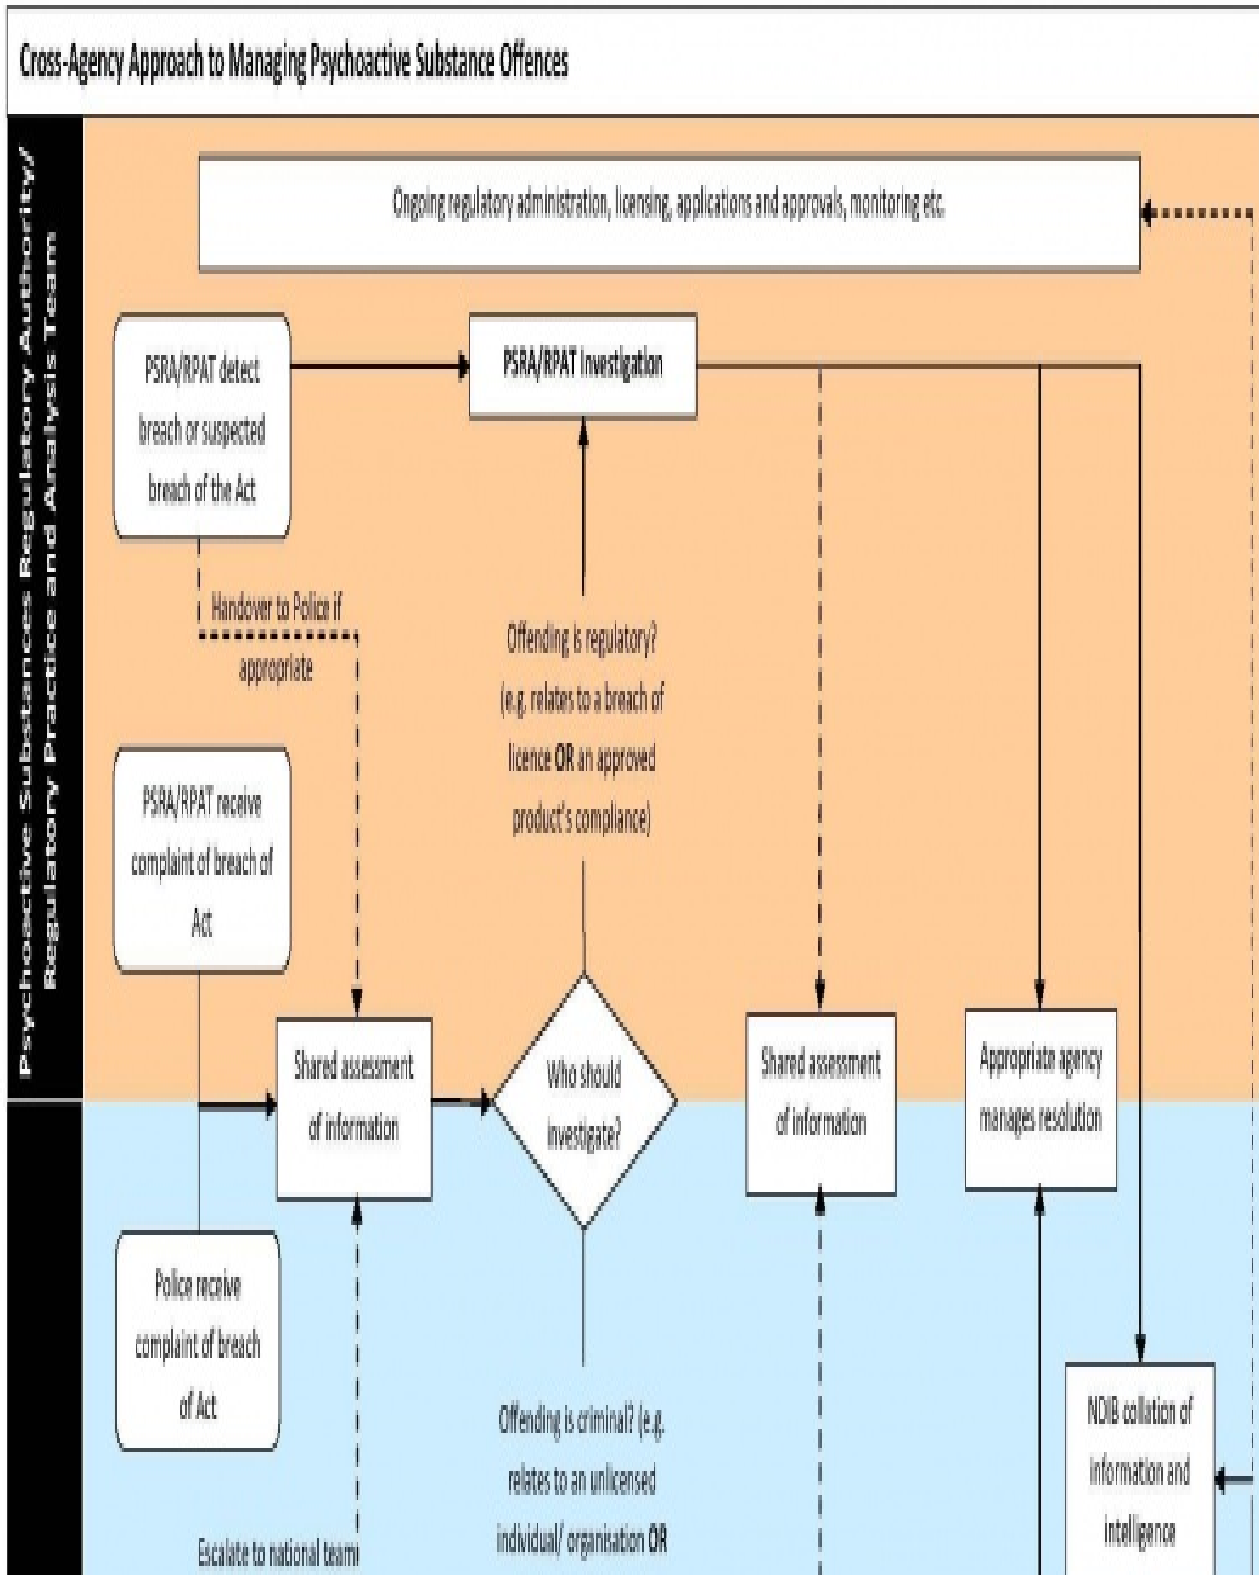 Cross-Agency Approach to Managing Psychoactive Substance Offences
Psychoactive Substances Regulatory Authority/
Regulatory Practice and Analysis Team
Ongoing regulatory administration, licensing, applications and approvals, monitoring etc.
PSRA/RPAT detect
breach or suspected
breach of the Act
PSRA/RPAT Investigation
Handover to Police if
appropriate
Offending is regulatory?
(e.g. relates to a breach of
licence OR an approved
product's compliance)
PSRA/RPAT receive
complaint of breach of
Act
Shared assessment
of information
Who should
investigate?
Shared assessment
of information
Appropriate agency
manages resolution
Police receive
complaint of breach
of Act
Escalate to national team
Offending is criminal? (e.g.
relates to an unlicensed
individual/ organisation OR
NDIB collation of
information and
intelligence